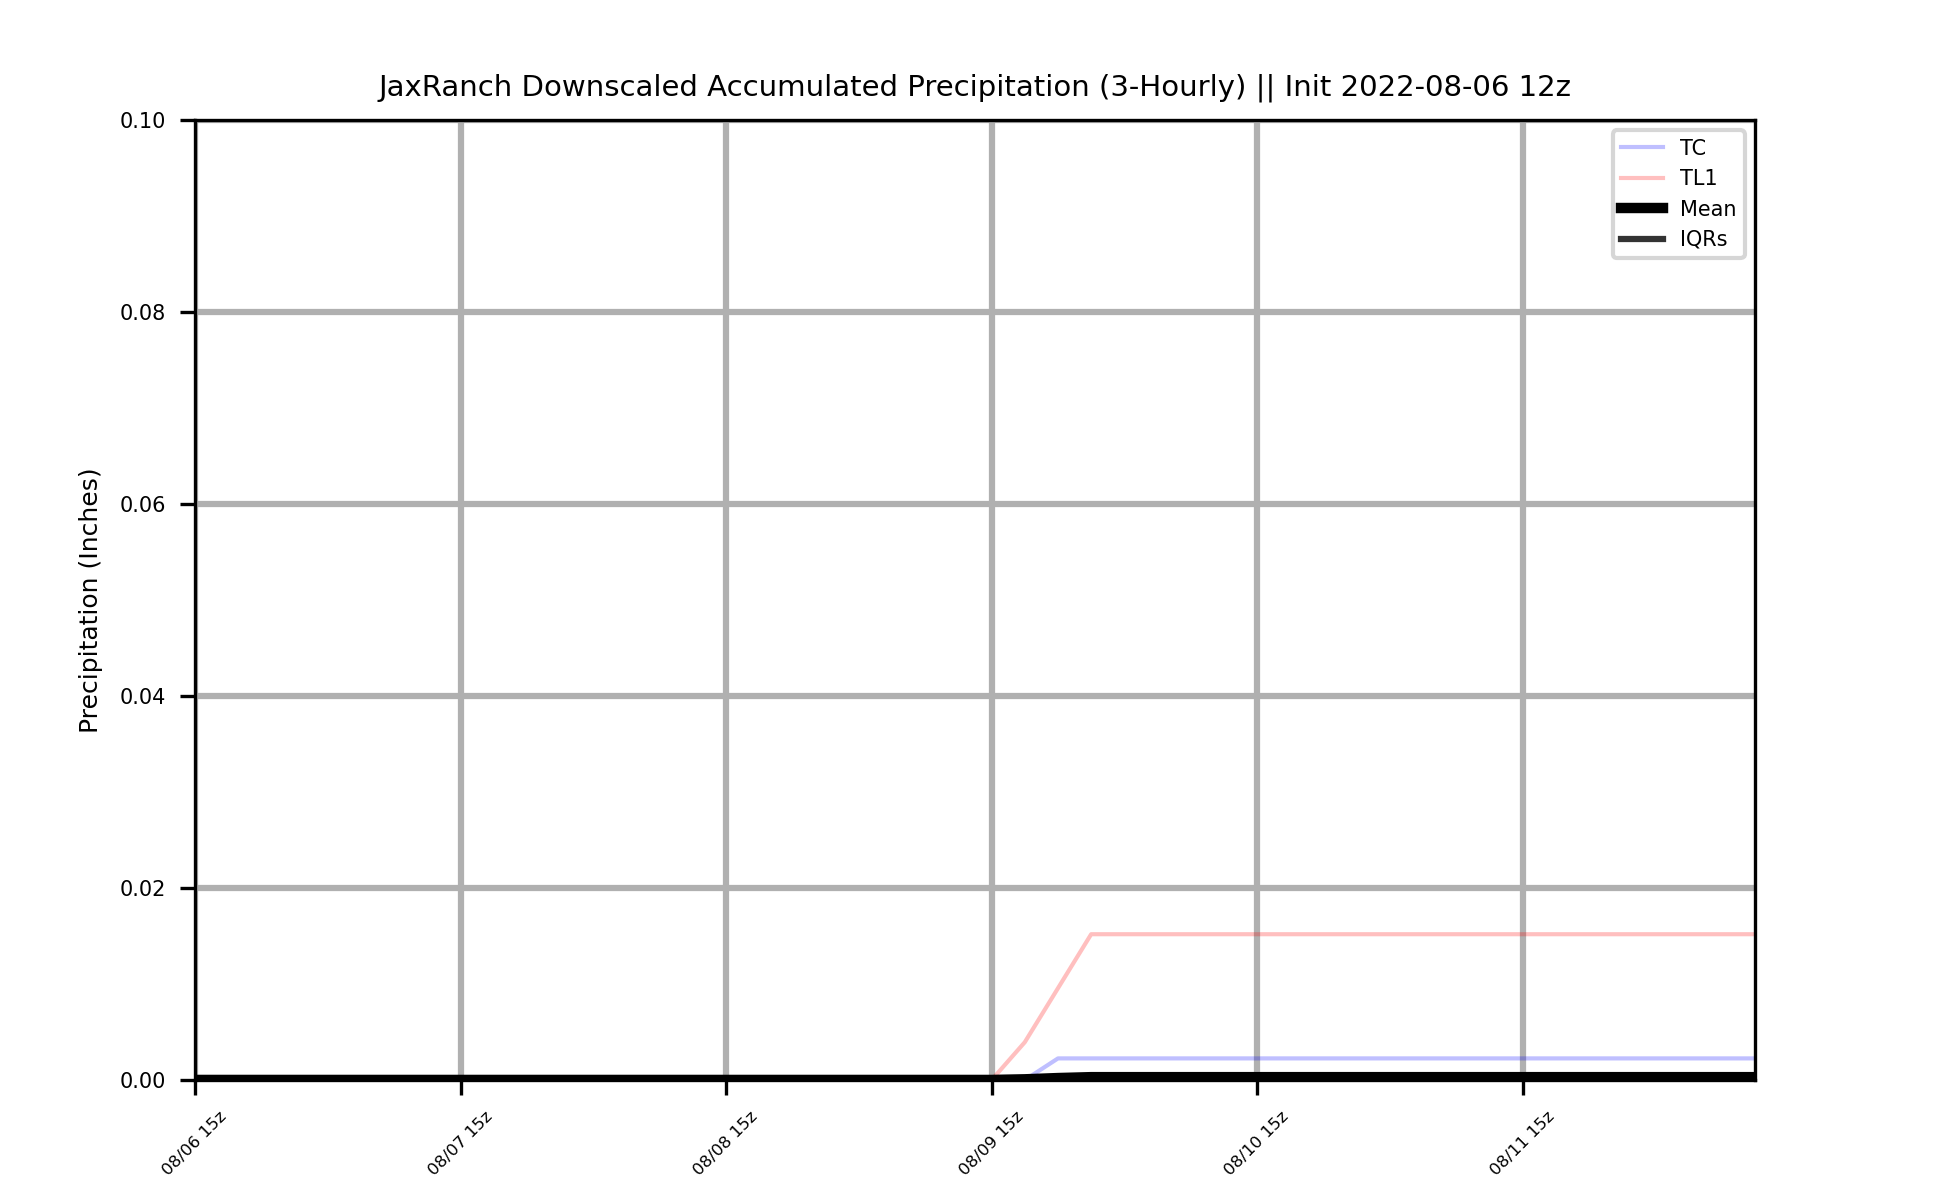 JaxRanch Downscaled Accumulated Precipitation (3-Hourly) || Init 2022-08-06 12z
TC
TL1
Mean
IQRs
Precipitation (Inches)
0.10
0.08
0.06
0.04
0.02
0.00
08/06 15z
08/07 15z
08/08 15z
08/09 15z
08/10 15z
08/11 15z